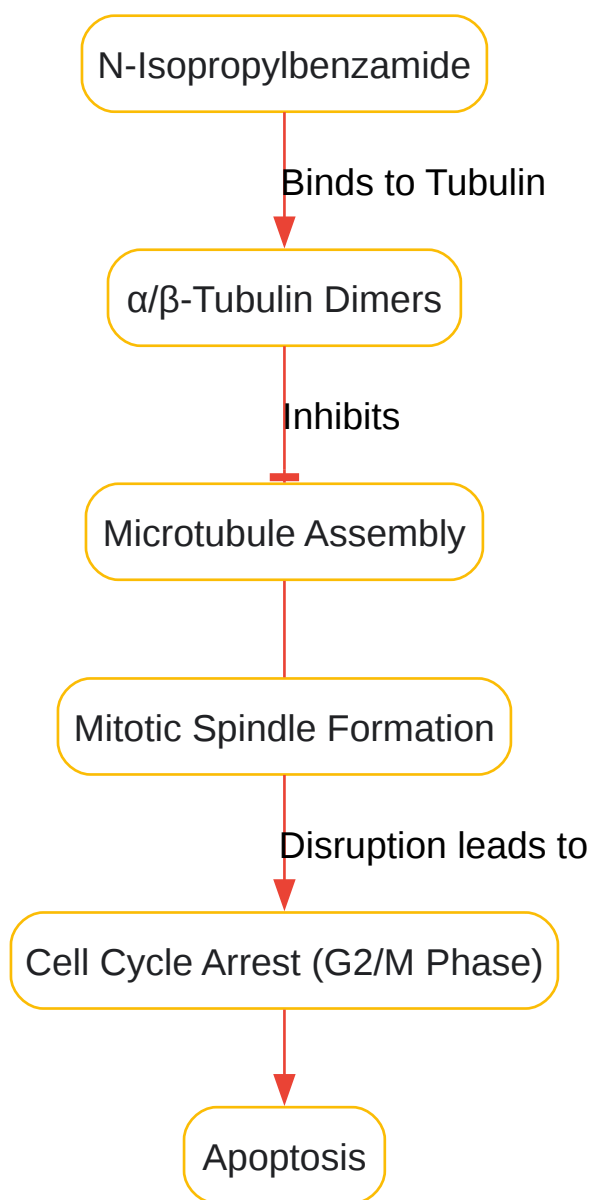 N-Isopropylbenzamide
Binds to Tubulin
α/β-Tubulin Dimers
Inhibits
Microtubule Assembly
Mitotic Spindle Formation
Disruption leads to
Cell Cycle Arrest (G2/M Phase)
Apoptosis